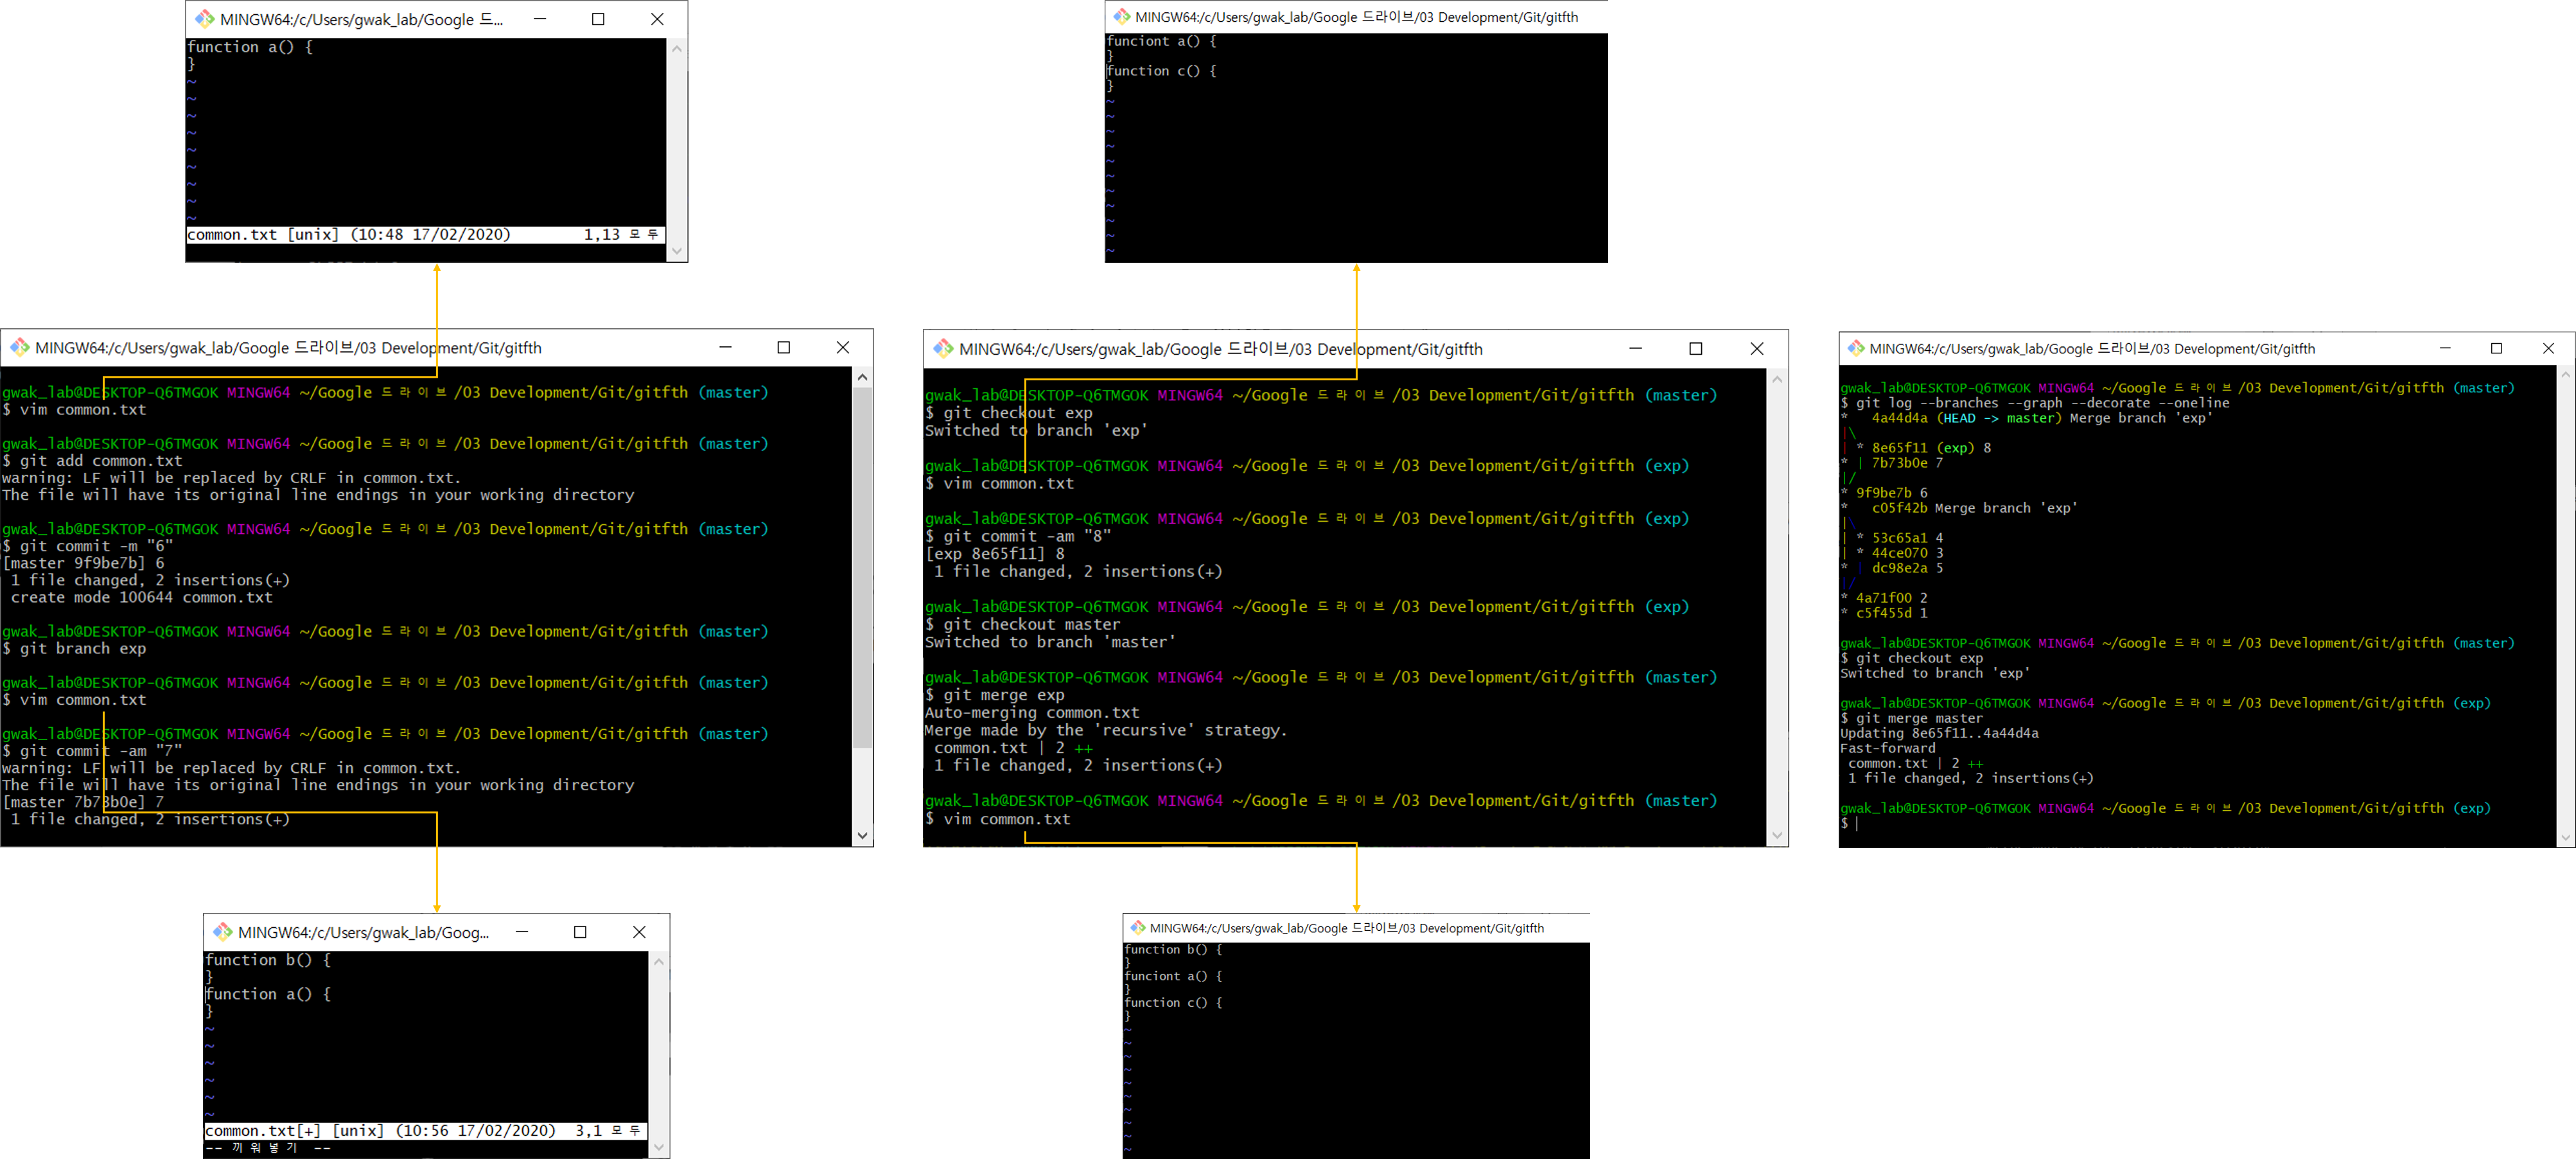 MINGW64:/c/Users/gwak_lab/Google 드...
function a() {
}
~
~
~
~
~
~
~
~
~
common.txt [unix] (10:48 17/02/2020) 1,13 모두
MINGW64:/c/Users/gwak_lab/Google 드라이브/03 Development/Git/gitfth
funciont a() {
}
function c() {
}
~
~
~
~
~
~
~
~
~
~
~
MINGW64:/c/Users/gwak_lab/Google 드라이브/03 Development/Git/gitfth
gwak_lab@DESKTOP-Q6TMGOK MINGW64 ~/Google 드라이브/03 Development/Git/gitfth (master)
$ vim common.txt
gwak_lab@DESKTOP-Q6TMGOK MINGW64 ~/Google 드라이브/03 Development/Git/gitfth (master)
$ git add common.txt
warning: LF will be replaced by CRLF in common.txt.
The file will have its original line endings in your working directory
gwak_lab@DESKTOP-Q6TMGOK MINGW64 ~/Google 드라이브/03 Development/Git/gitfth (master)
$ git commit -m "6"
[master 9f9be7b] 6
1 file changed, 2 insertions(+)
create mode 100644 common.txt
gwak_lab@DESKTOP-Q6TMGOK MINGW64 ~/Google 드라이브/03 Development/Git/gitfth (master)
$ git branch exp
gwak_lab@DESKTOP-Q6TMGOK MINGW64 ~/Google 드라이브/03 Development/Git/gitfth (master)
$ vim common.txt
gwak_lab@DESKTOP-Q6TMGOK MINGW64 ~/Google 드라이브/03 Development/Git/gitfth (master)
$ git commit -am "7"
warning: LF will be replaced by CRLF in common.txt.
The file will have its original line endings in your working directory
[master 7b73b0e] 7
1 file changed, 2 insertions(+)
MINGW64:/c/Users/gwak_lab/Google 드라이브/03 Development/Git/gitfth
gwak_lab@DESKTOP-Q6TMGOK MINGW64 ~/Google 드라이브/03 Development/Git/gitfth (master)
$ git checkout exp
Switched to branch 'exp'
gwak_lab@DESKTOP-Q6TMGOK MINGW64 ~/Google 드라이브/03 Development/Git/gitfth (exp)
$ vim common.txt
gwak_lab@DESKTOP-Q6TMGOK MINGW64 ~/Google 드라이브/03 Development/Git/gitfth (exp)
$ git commit -am "8"
[exp 8e65f11] 8
1 file changed, 2 insertions(+)
gwak_lab@DESKTOP-Q6TMGOK MINGW64 ~/Google 드라이브/03 Development/Git/gitfth (exp)
$ git checkout master
Switched to branch 'master'
gwak_lab@DESKTOP-Q6TMGOK MINGW64 ~/Google 드라이브/03 Development/Git/gitfth (master)
$ git merge exp
Auto-merging common.txt
Merge made by the 'recursive' strategy.
common.txt | 2 ++
1 file changed, 2 insertions(+)
gwak_lab@DESKTOP-Q6TMGOK MINGW64 ~/Google 드라이브/03 Development/Git/gitfth (master)
$ vim common.txt
MINGW64:/c/Users/gwak_lab/Google 드라이브/03 Development/Git/gitfth
gwak_lab@DESKTOP-Q6TMGOK MINGW64 ~/Google 드라이브/03 Development/Git/gitfth (master)
$ git log --branches --graph --decorate --oneline
*   4a44d4a (HEAD -> master) Merge branch 'exp'
|\
| * 8e65f11 (exp) 8
* | 7b73b0e 7
|/
* 9f9be7b 6
*   c05f42b Merge branch 'exp'
|\
| * 53c65a1 4
| * 44ce070 3
* | dc98e2a 5
|/
* 4a71f00 2
* c5f455d 1
gwak_lab@DESKTOP-Q6TMGOK MINGW64 ~/Google 드라이브/03 Development/Git/gitfth (master)
$ git checkout exp
Switched to branch 'exp'
gwak_lab@DESKTOP-Q6TMGOK MINGW64 ~/Google 드라이브/03 Development/Git/gitfth (exp)
$ git merge master
Updating 8e65f11..4a44d4a
Fast-forward
common.txt | 2 ++
1 file changed, 2 insertions(+)
gwak_lab@DESKTOP-Q6TMGOK MINGW64 ~/Google 드라이브/03 Development/Git/gitfth (exp)
$
MINGW64:/c/Users/gwak_lab/Goog...
function b() {
}
function a() {
}
~
~
~
~
~
~
common.txt[+] [unix] (10:56 17/02/2020) 3,1 모두
-- 끼워넣기 --
MINGW64:/c/Users/gwak_lab/Google 드라이브/03 Development/Git/gitfth
function b() {
}
funciont a() {
}
function c() {
}
~
~
~
~
~
~
~
~
~
~